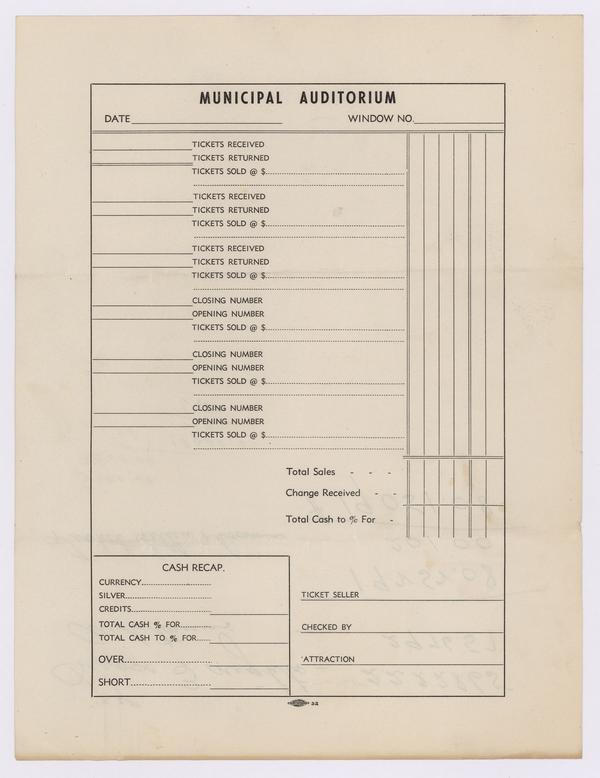 MUNICIPAL AUDITORIUM
DATE WINDOW NO.
TICKETS RECEIVED
TICKETS RETURNED
TICKETS SOLD @ $
TICKETS RECEIVED
TICKETS RETURNED
TICKETS SOLD @ $
TICKETS RECEIVED
TICKETS RETURNED
TICKETS SOLD @ $
CLOSING NUMBER
OPENING NUMBER
TICKETS SOLD @ $
CLOSING NUMBER
OPENING NUMBER
TICKETS SOLD @ $
CLOSING NUMBER
OPENING NUMBER
TICKETS SOLD @ $
Total Sales - - -
Change Received - -
Total Cash to % For -
CASH RECAP.
CURRENCY
SILVER
CREDITS
TOTAL CASH % FOR
TOTAL CASH TO % FOR
OVER
SHORT
TICKET SELLER
CHECKED BY
ATTRACTION